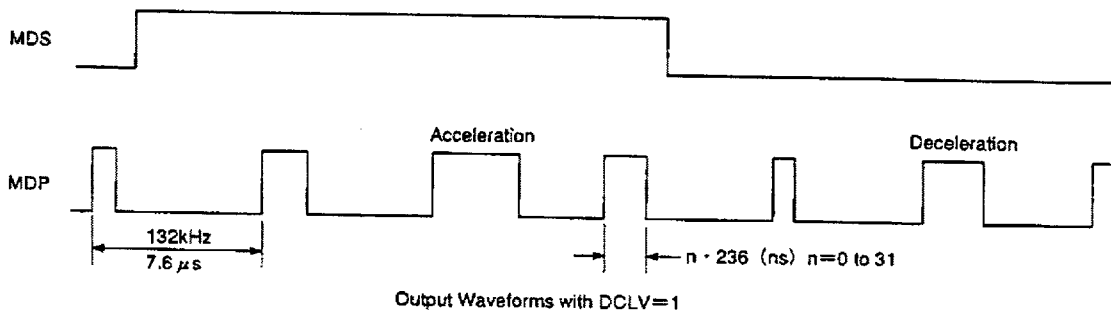 MDS
Acceleration
Deceleration
MDP
132kHz
7.6 μs
n · 236 (ns) n=0 to 31
Output Waveforms with DCLV=1